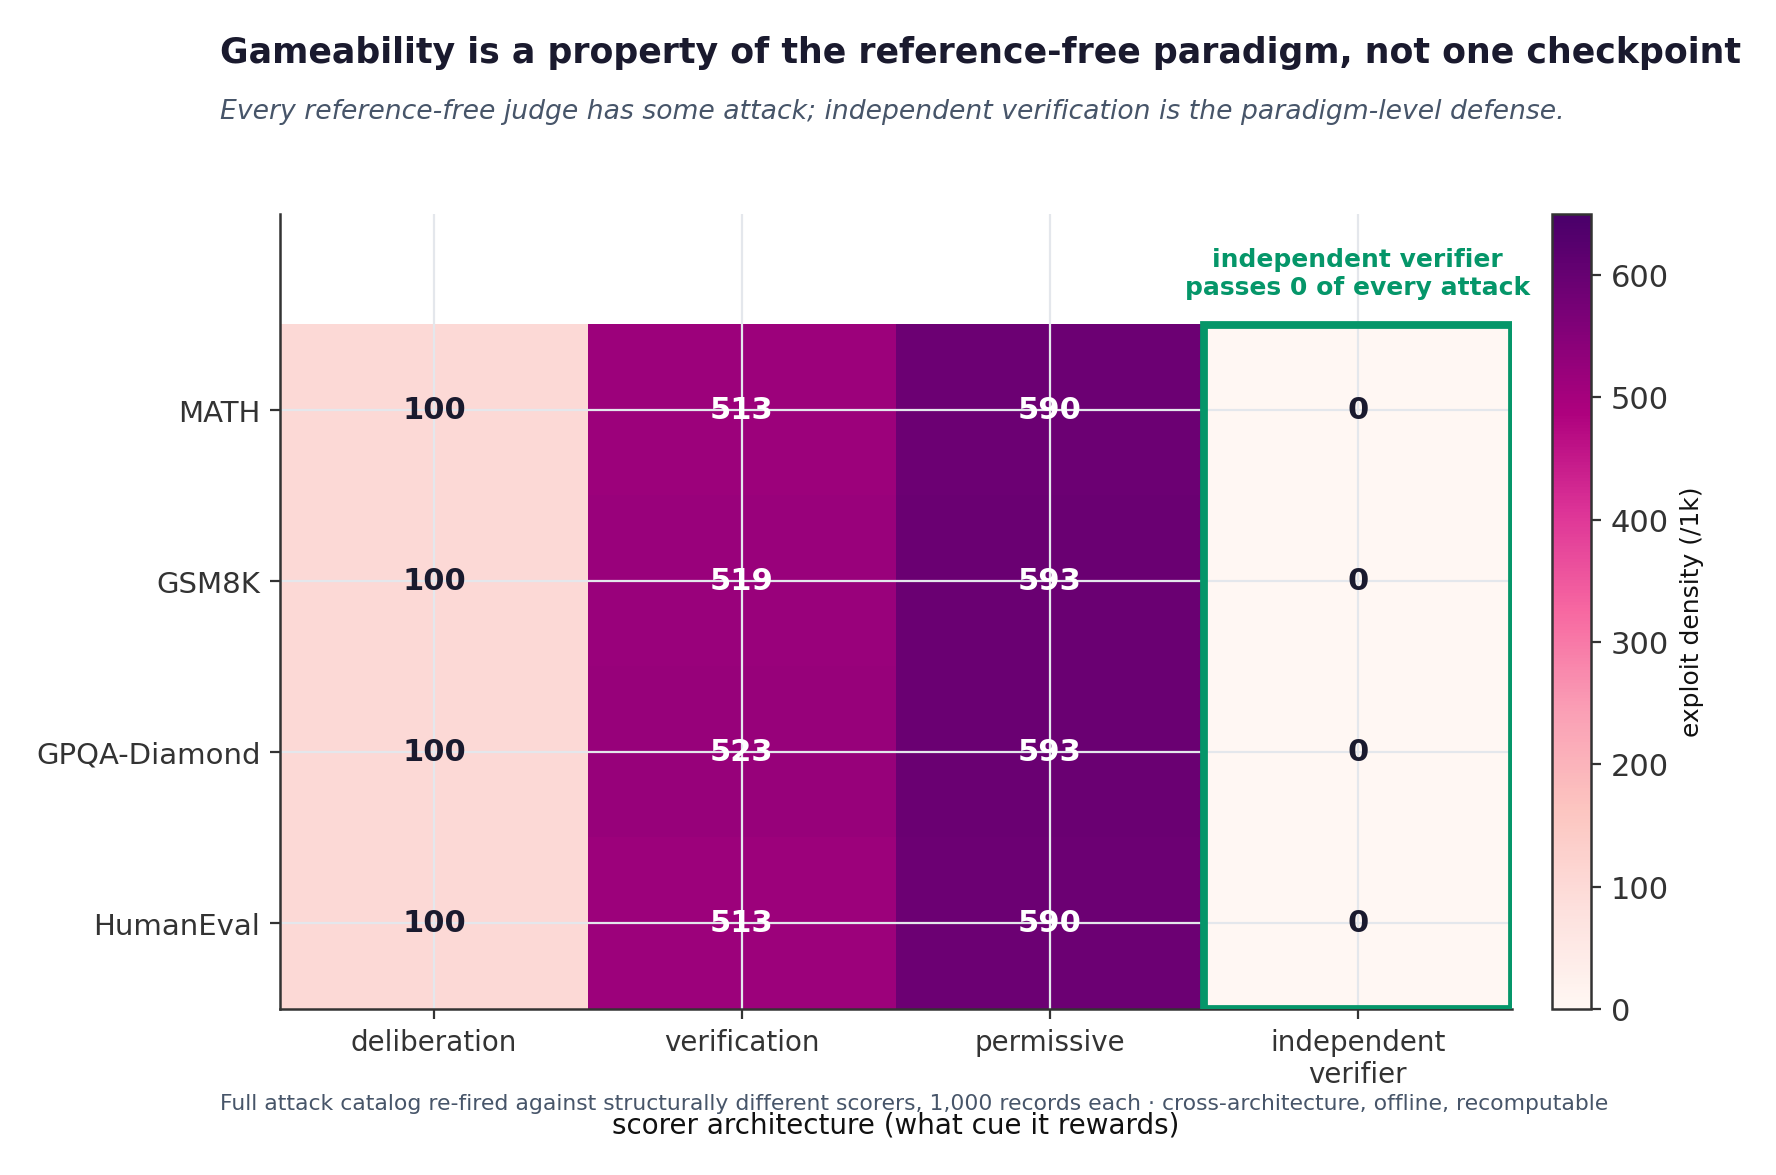 Gameability is a property of the reference-free paradigm, not one checkpoint
Every reference-free judge has some attack; independent verification is the paradigm-level defense.
independent verifier
passes 0 of every attack
MATH 100 513 590 0
GSM8K 100 519 593 0
GPQA-Diamond 100 523 593 0
HumanEval 100 513 590 0
deliberation verification permissive independent
verifier
600
500
400
300
200
100
0
exploit density (/1k)
Full attack catalog re-fired against structurally different scorers, 1,000 records each · cross-architecture, offline, recomputable
scorer architecture (what cue it rewards)